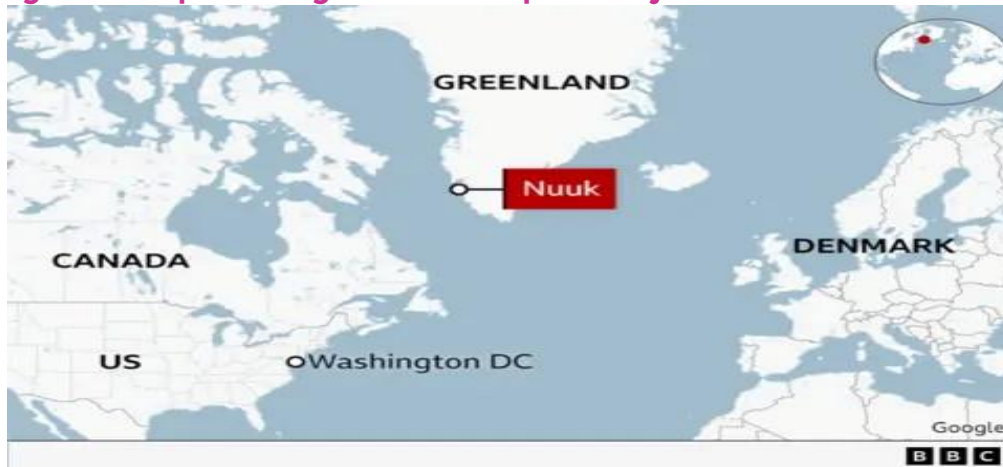 GREENLAND
Nuuk
CANADA
DENMARK
US
Washington DC
Google
BBC